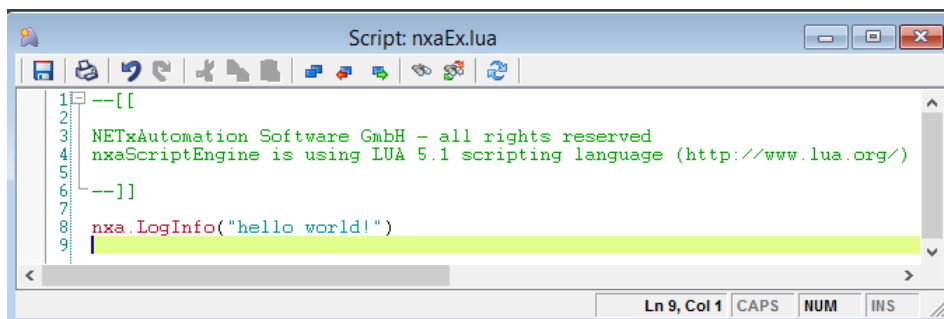 Script: nxaEx.lua
1 --[[
2
3 NETxAutomation Software GmbH - all rights reserved
4 nxaScriptEngine is using LUA 5.1 scripting language (http://www.lua.org/)
5
6 --]]
7
8 nxa.LogInfo("hello world!")
9
Ln 9, Col 1 CAPS NUM INS